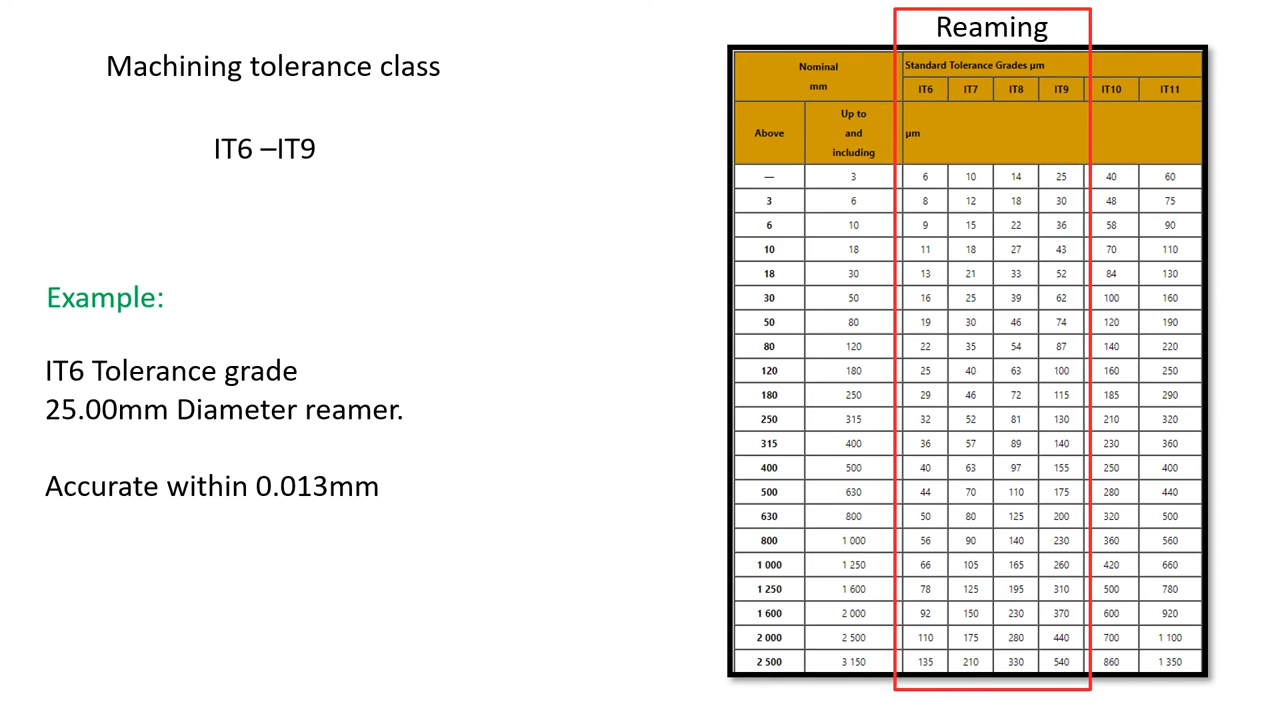 Machining tolerance class
IT6 –IT9
Example:
IT6 Tolerance grade
25.00mm Diameter reamer.
Accurate within 0.013mm
Reaming
Nominal
mm
Standard Tolerance Grades µm
IT6 IT7 IT8 IT9 IT10 IT11
Above
Up to
and
including
µm
— 3 6 10 14 25 40 60
3 6 8 12 18 30 48 75
6 10 9 15 22 36 58 90
10 18 11 18 27 43 70 110
18 30 13 21 33 52 84 130
30 50 16 25 39 62 100 160
50 80 19 30 46 74 120 190
80 120 22 35 54 87 140 220
120 180 25 40 63 100 160 250
180 250 29 46 72 115 185 290
250 315 32 52 81 130 210 320
315 400 36 57 89 140 230 360
400 500 40 63 97 155 250 400
500 630 44 70 110 175 280 440
630 800 50 80 125 200 320 500
800 1 000 56 90 140 230 360 560
1 000 1 250 66 105 165 260 420 660
1 250 1 600 78 125 195 310 500 780
1 600 2 000 92 150 230 370 600 920
2 000 2 500 110 175 280 440 700 1 100
2 500 3 150 135 210 330 540 860 1 350